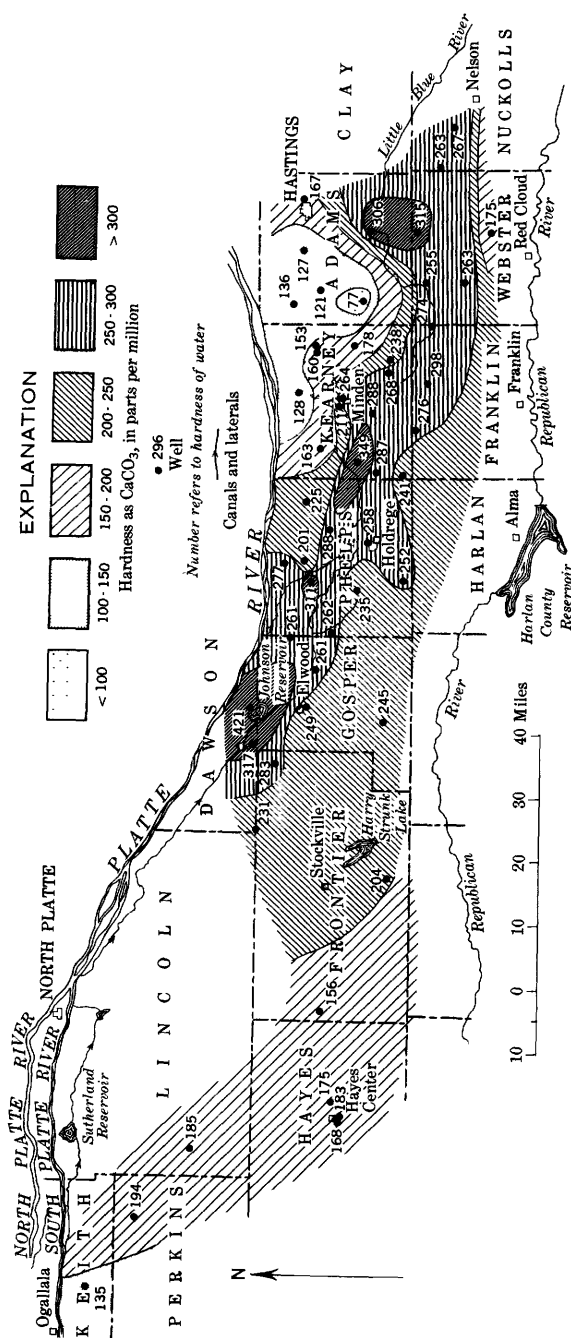 EXPLANATION
<100
100-150
150-200
200-250
250-300
> 300
Hardness as CaCO3, in parts per million
•296
Well
Number refers to hardness of water
Canals and laterals
NORTH PLATTE RIVER
SOUTH PLATTE RIVER
NORTH PLATTE
PLATTE RIVER
Ogallala
Sutherland Reservoir
KEITH
135
194
PERKINS
185
LINCOLN
HAYES
175
183
168
Hayes Center
156
FRONTIER
Stockville
Harry Strunk Lake
204
DAWSON
421
317
283
231
Johnson Reservoir
Elwood
249
261
261
262
245
GOSPER
277
201
311
288
235
PHELPS
258
Holdrege
252
241
225
163
128
160
153
KEARNEY
211
264
Minden
349
288
287
268
238
178
276
298
274
136
127
121
77
ADAMS
HASTINGS
167
CLAY
Little Blue River
306
315
255
263
263
267
175
WEBSTER
Red Cloud
NUCKOLLS
Nelson
FRANKLIN
Franklin
HARLAN
Alma
Harlan County Reservoir
Republican River
Republican River
N
10 0 10 20 30 40 Miles